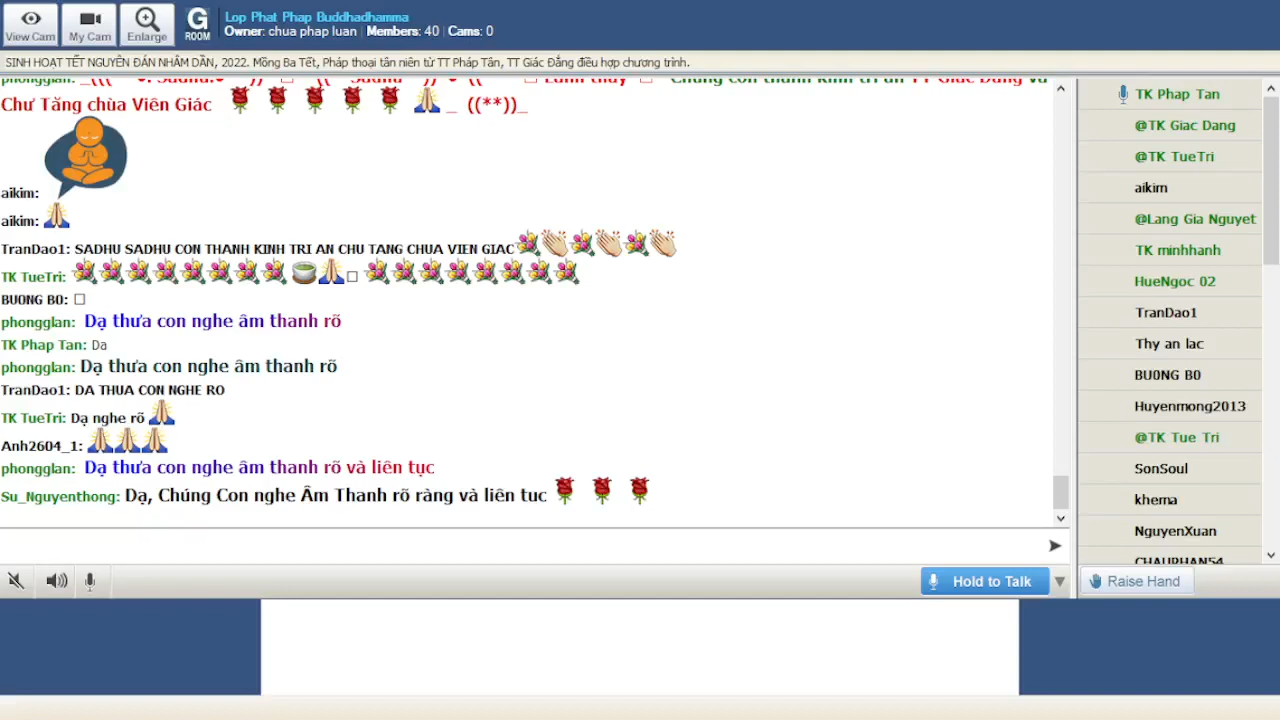 View Cam
My Cam
Enlarge
G
ROOM
Lop Phat Phap Buddhadhamma
Owner: chua phap luan Members: 40 Cams: 0
SINH HOẠT TẾT NGUYÊN ĐÁN NHÂM DẦN, 2022. Mồng Ba Tết, Pháp thoại tân niên từ TT Pháp Tân, TT Giác Đẳng điều hợp chương trình.
Chư Tăng chùa Viên Giác _ ((**))_
aikim:
aikim:
TranDao1: SADHU SADHU CON THANH KINH TRI AN CHU TANG CHUA VIEN GIAC
TK TueTri:
BU0NG B0:
phongglan: Dạ thưa con nghe âm thanh rõ
TK Phap Tan: Da
phongglan: Dạ thưa con nghe âm thanh rõ
TranDao1: DA THUA CON NGHE RO
TK TueTri: Dạ nghe rõ
Anh2604_1:
phongglan: Dạ thưa con nghe âm thanh rõ và liên tục
Su_Nguyenthong: Dạ, Chúng Con nghe Âm Thanh rõ ràng và liên tuc
Hold to Talk
TK Phap Tan
@TK Giac Dang
@TK TueTri
aikim
@Lang Gia Nguyet
TK minhhanh
HueNgoc 02
TranDao1
Thy an lac
BU0NG B0
Huyenmong2013
@TK Tue Tri
SonSoul
khema
NguyenXuan
CHAUPHAN54
Raise Hand